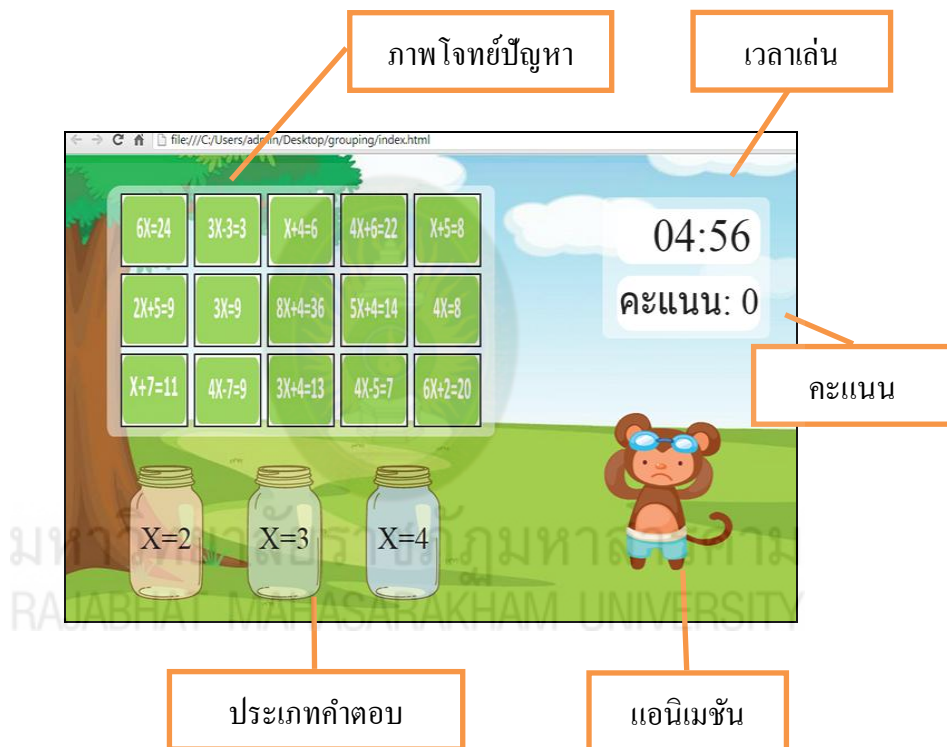 ภาพโจทย์ปัญหา
เวลาเล่น
file:///C:/Users/admin/Desktop/grouping/index.html
6X=24 3X-3=3 X+4=6 4X+6=22 X+5=8
04:56
2X+5=9 3X=9 8X+4=36 5X+4=14 4X=8
คะแนน: 0
X+7=11 4X-7=9 3X+4=13 4X-5=7 6X+2=20
คะแนน
X=2 X=3 X=4
มหาวิทยาลัยราชภัฏมหาสารคาม
RAJABHAT MAHASARAKHAM UNIVERSITY
ประเภทคำตอบ
แอนิเมชัน